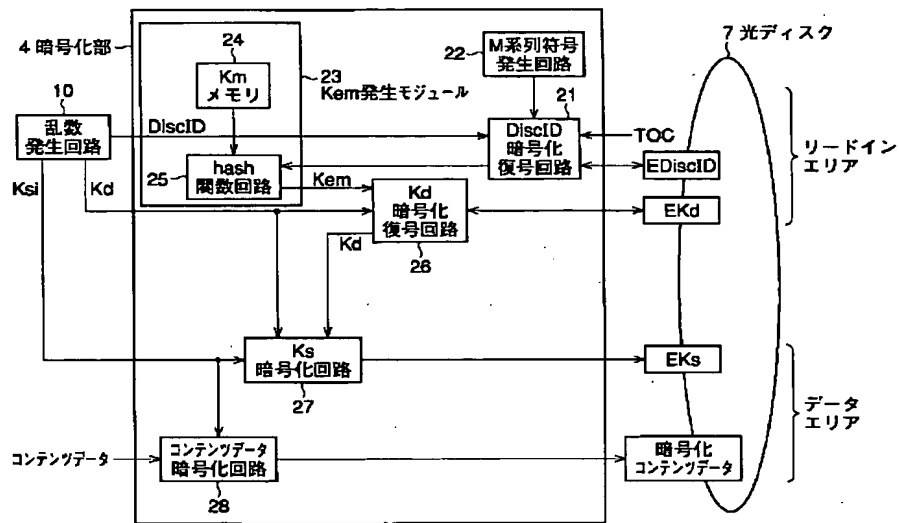 4 暗号化部
24
Km
メモリ
23
Kem発生モジュール
22
M系列符号
発生回路
7 光ディスク
10
乱数
発生回路
DiscID
21
DiscID
暗号化
復号回路
TOC
EDiscID
リードイン
エリア
25
hash
関数回路
Kem
Ksi
Kd
Kd
暗号化
復号回路
26
EKd
Kd
Ks
暗号化回路
27
EKs
データ
エリア
コンテンツデータ
コンテンツデータ
暗号化回路
28
暗号化
コンテンツデータ